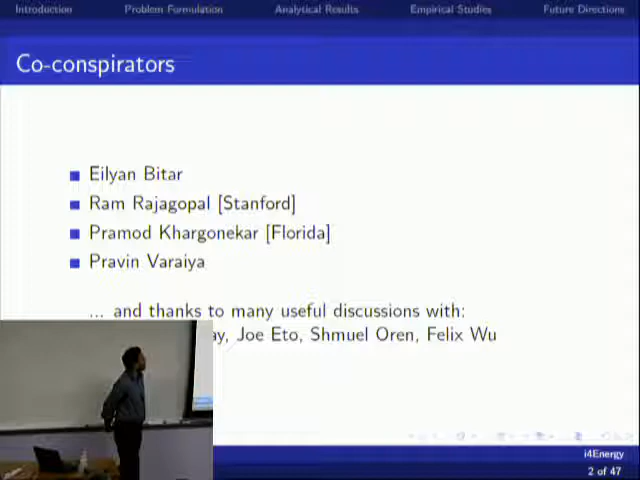 Introduction Problem Formulation Analytical Results Empirical Studies Future Directions
Co-conspirators
Eilyan Bitar
Ram Rajagopal [Stanford]
Pramod Khargonekar [Florida]
Pravin Varaiya
... and thanks to many useful discussions with:
Joe Eto, Shmuel Oren, Felix Wu
i4Energy
2 of 47